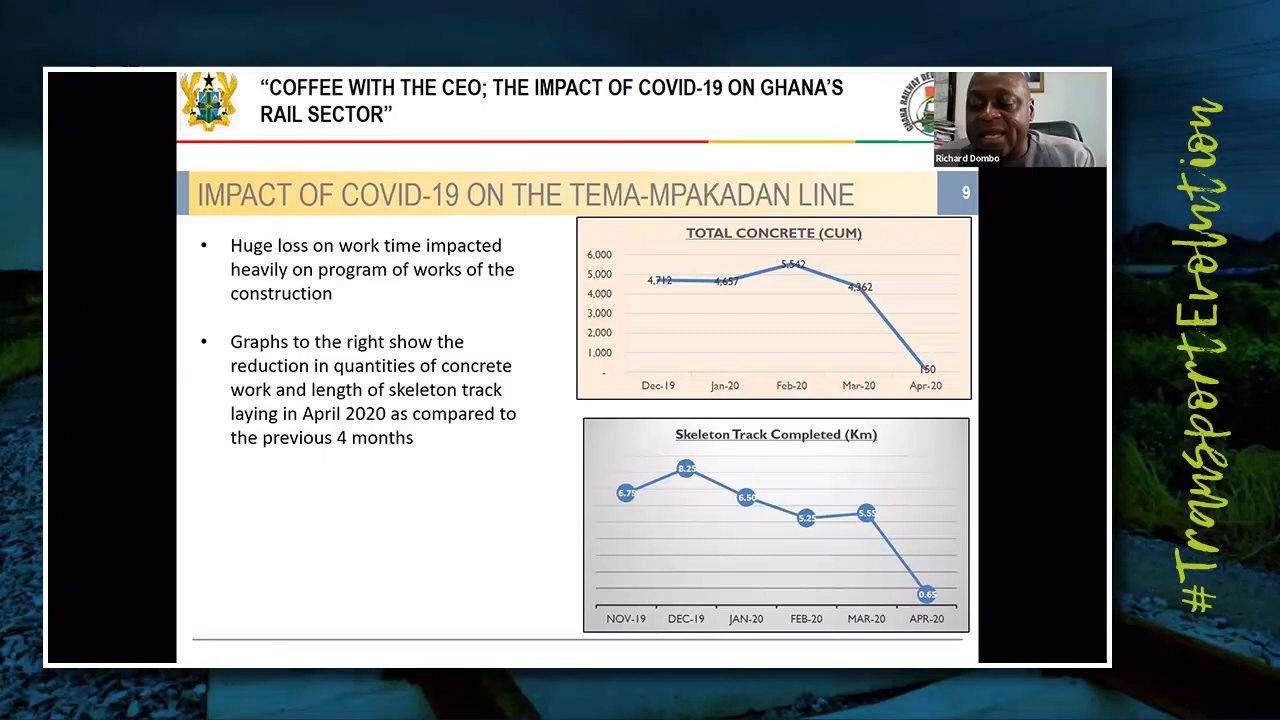 “COFFEE WITH THE CEO; THE IMPACT OF COVID-19 ON GHANA’S
RAIL SECTOR”
GHANA RAILWAY DE
Richard Dombo
IMPACT OF COVID-19 ON THE TEMA-MPAKADAN LINE
9
• Huge loss on work time impacted
heavily on program of works of the
construction
• Graphs to the right show the
reduction in quantities of concrete
work and length of skeleton track
laying in April 2020 as compared to
the previous 4 months
TOTAL CONCRETE (CUM)
6,000
5,000
4,000
3,000
2,000
1,000
-
4,712
4,657
5,542
4,362
150
Dec-19 Jan-20 Feb-20 Mar-20 Apr-20
Skeleton Track Completed (Km)
6.75
8.25
6.50
5.25
5.55
0.65
NOV-19 DEC-19 JAN-20 FEB-20 MAR-20 APR-20
#TransportEvolution